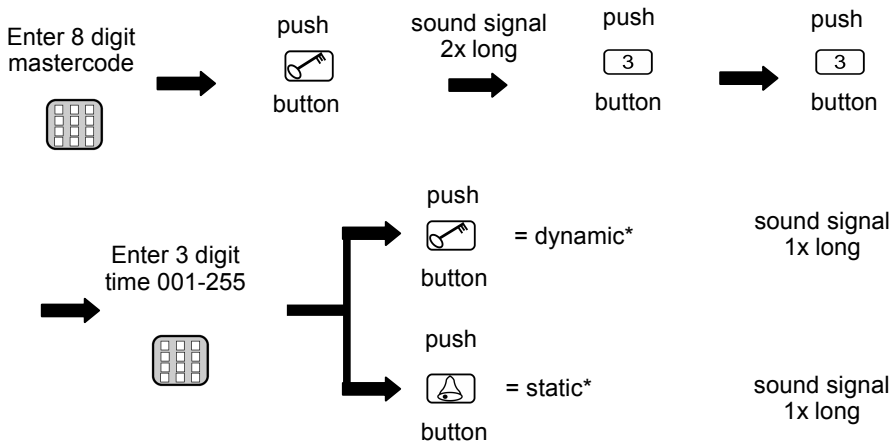 Enter 8 digit
mastercode
push
button
sound signal
2x long
push
3
button
push
3
button
Enter 3 digit
time 001-255
push
= dynamic*
button
sound signal
1x long
push
= static*
button
sound signal
1x long